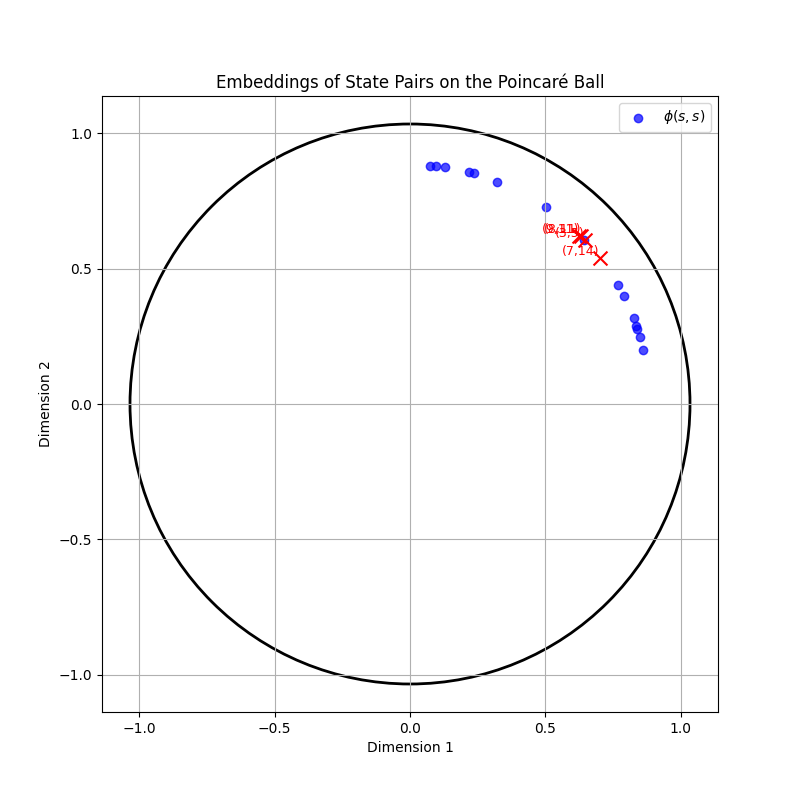 Embeddings of State Pairs on the Poincaré Ball
ϕ(s, s)
1.0
0.5
0.0
−0.5
−1.0
Dimension 2
(7,14)
−1.0 −0.5 0.0 0.5 1.0
Dimension 1